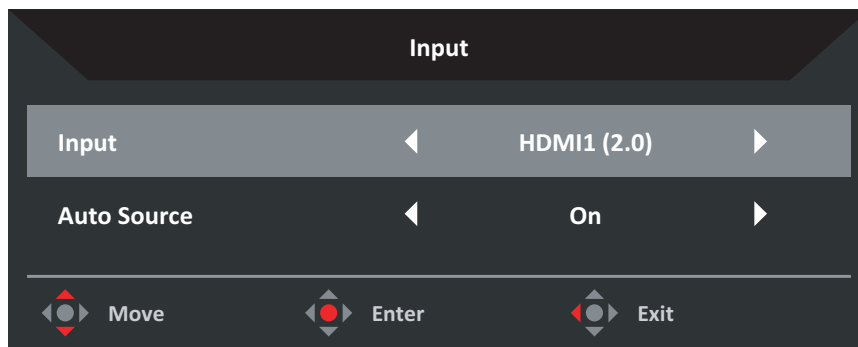 Input
Input HDMI1 (2.0)
Auto Source On
Move Enter Exit